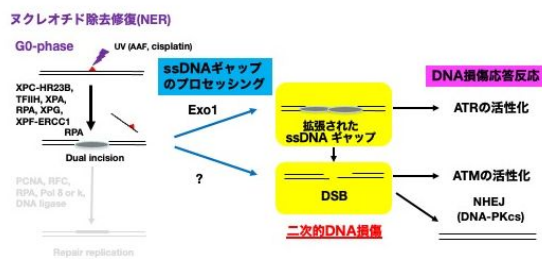 ヌクレオチド除去修復(NER)
G0-phase
UV (AAF, cisplatin)
XPC-HR23B,
TFIIH, XPA,
RPA, XPG,
XPF-ERCC1
RPA
Dual incision
PCNA, RFC,
RPA, Pol δ or k,
DNA ligase
Repair replication
ssDNAギャップ
のプロセッシング
Exo1
?
拡張された
ssDNA ギャップ
DSB
二次的DNA損傷
DNA損傷応答反応
ATRの活性化
ATMの活性化
NHEJ
(DNA-PKcs)